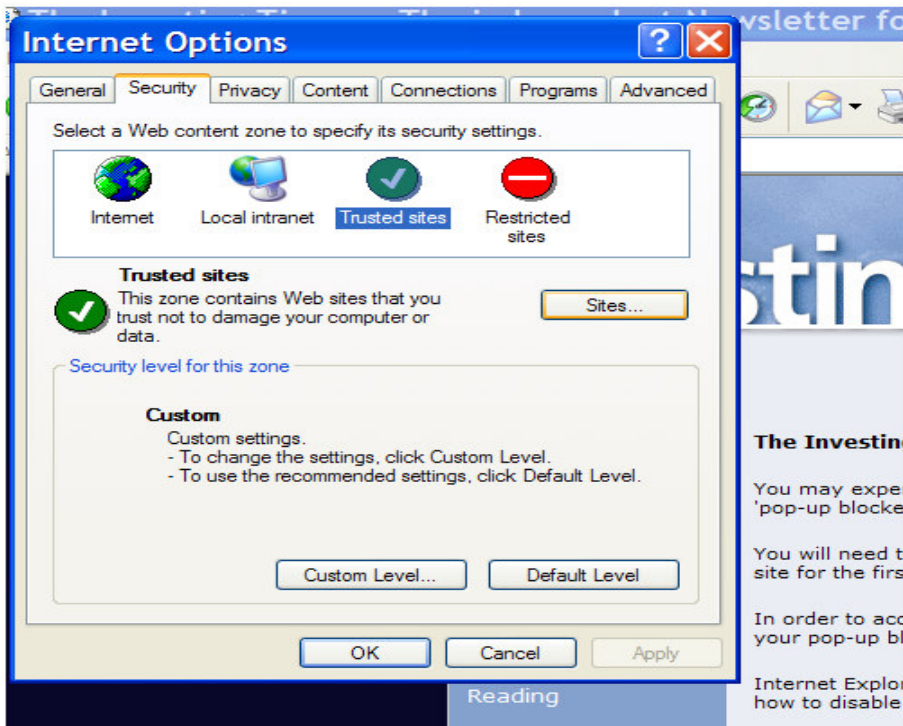 Internet Options
wsletter fo
General Security Privacy Content Connections Programs Advanced
Select a Web content zone to specify its security settings.
Internet Local intranet Trusted sites Restricted sites
Trusted sites
This zone contains Web sites that you
trust not to damage your computer or
data.
Sites...
Security level for this zone
Custom
Custom settings.
- To change the settings, click Custom Level.
- To use the recommended settings, click Default Level.
Custom Level... Default Level
OK Cancel Apply
stin
The Investin
You may expe
'pop-up blocke
You will need t
site for the firs
In order to acc
your pop-up bl
Internet Explor
how to disable
Reading